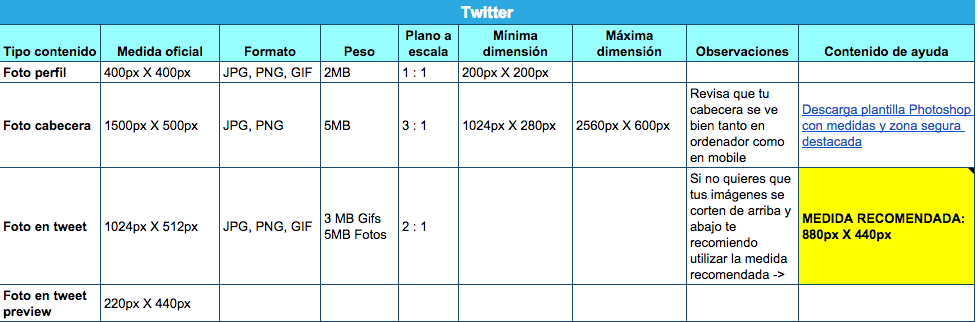 Twitter
Tipo contenido Medida oficial Formato Peso Plano a escala Mínima dimensión Máxima dimensión Observaciones Contenido de ayuda
Foto perfil 400px X 400px JPG, PNG, GIF 2MB 1 : 1 200px X 200px
Foto cabecera 1500px X 500px JPG, PNG 5MB 3 : 1 1024px X 280px 2560px X 600px
Revisa que tu
cabecera se ve
bien tanto en
ordenador como
en mobile
Descarga plantilla Photoshop
con medidas y zona segura
destacada
Foto en tweet 1024px X 512px JPG, PNG, GIF
3 MB Gifs
5MB Fotos
2 : 1
Si no quieres que
tus imágenes se
corten de arriba y
abajo te
recomiendo
utilizar la medida
recomendada ->
MEDIDA RECOMENDADA:
880px X 440px
Foto en tweet
preview
220px X 440px